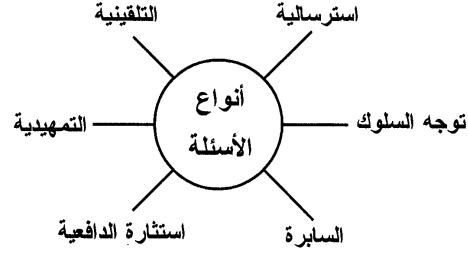 استرسالية
التلقينية
أنواع
الأسئلة
توجه السلوك
التمهيدية
السابرة
استثارة الدافعية